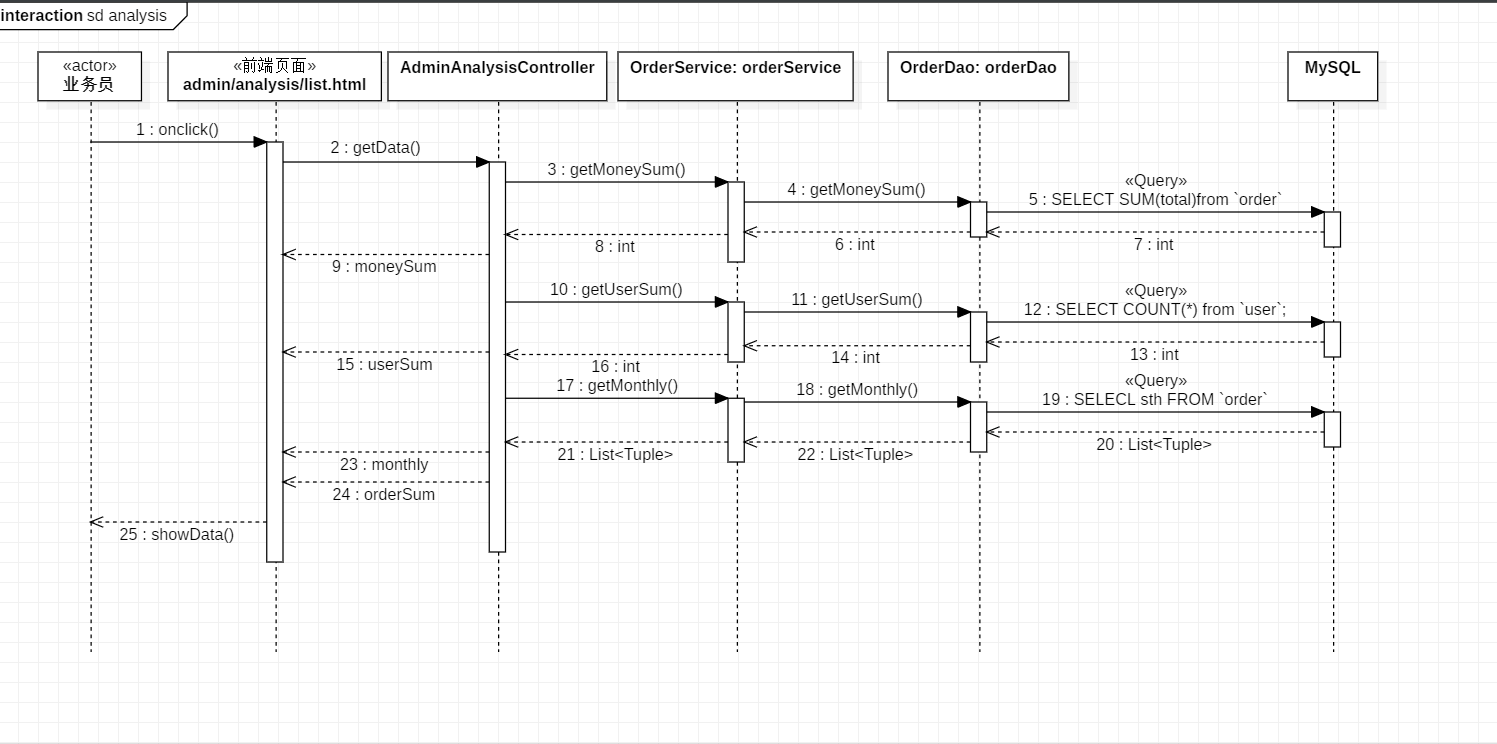 interaction sd analysis
«actor»
业务员
«前端页面»
admin/analysis/list.html
AdminAnalysisController
OrderService: orderService
OrderDao: orderDao
MySQL
1 : onclick()
2 : getData()
3 : getMoneySum()
4 : getMoneySum()
«Query»
5 : SELECT SUM(total)from `order`
6 : int
7 : int
8 : int
9 : moneySum
10 : getUserSum()
11 : getUserSum()
«Query»
12 : SELECT COUNT(*) from `user`;
13 : int
14 : int
15 : userSum
16 : int
17 : getMonthly()
18 : getMonthly()
«Query»
19 : SELECL sth FROM `order`
20 : List<Tuple>
21 : List<Tuple>
22 : List<Tuple>
23 : monthly
24 : orderSum
25 : showData()